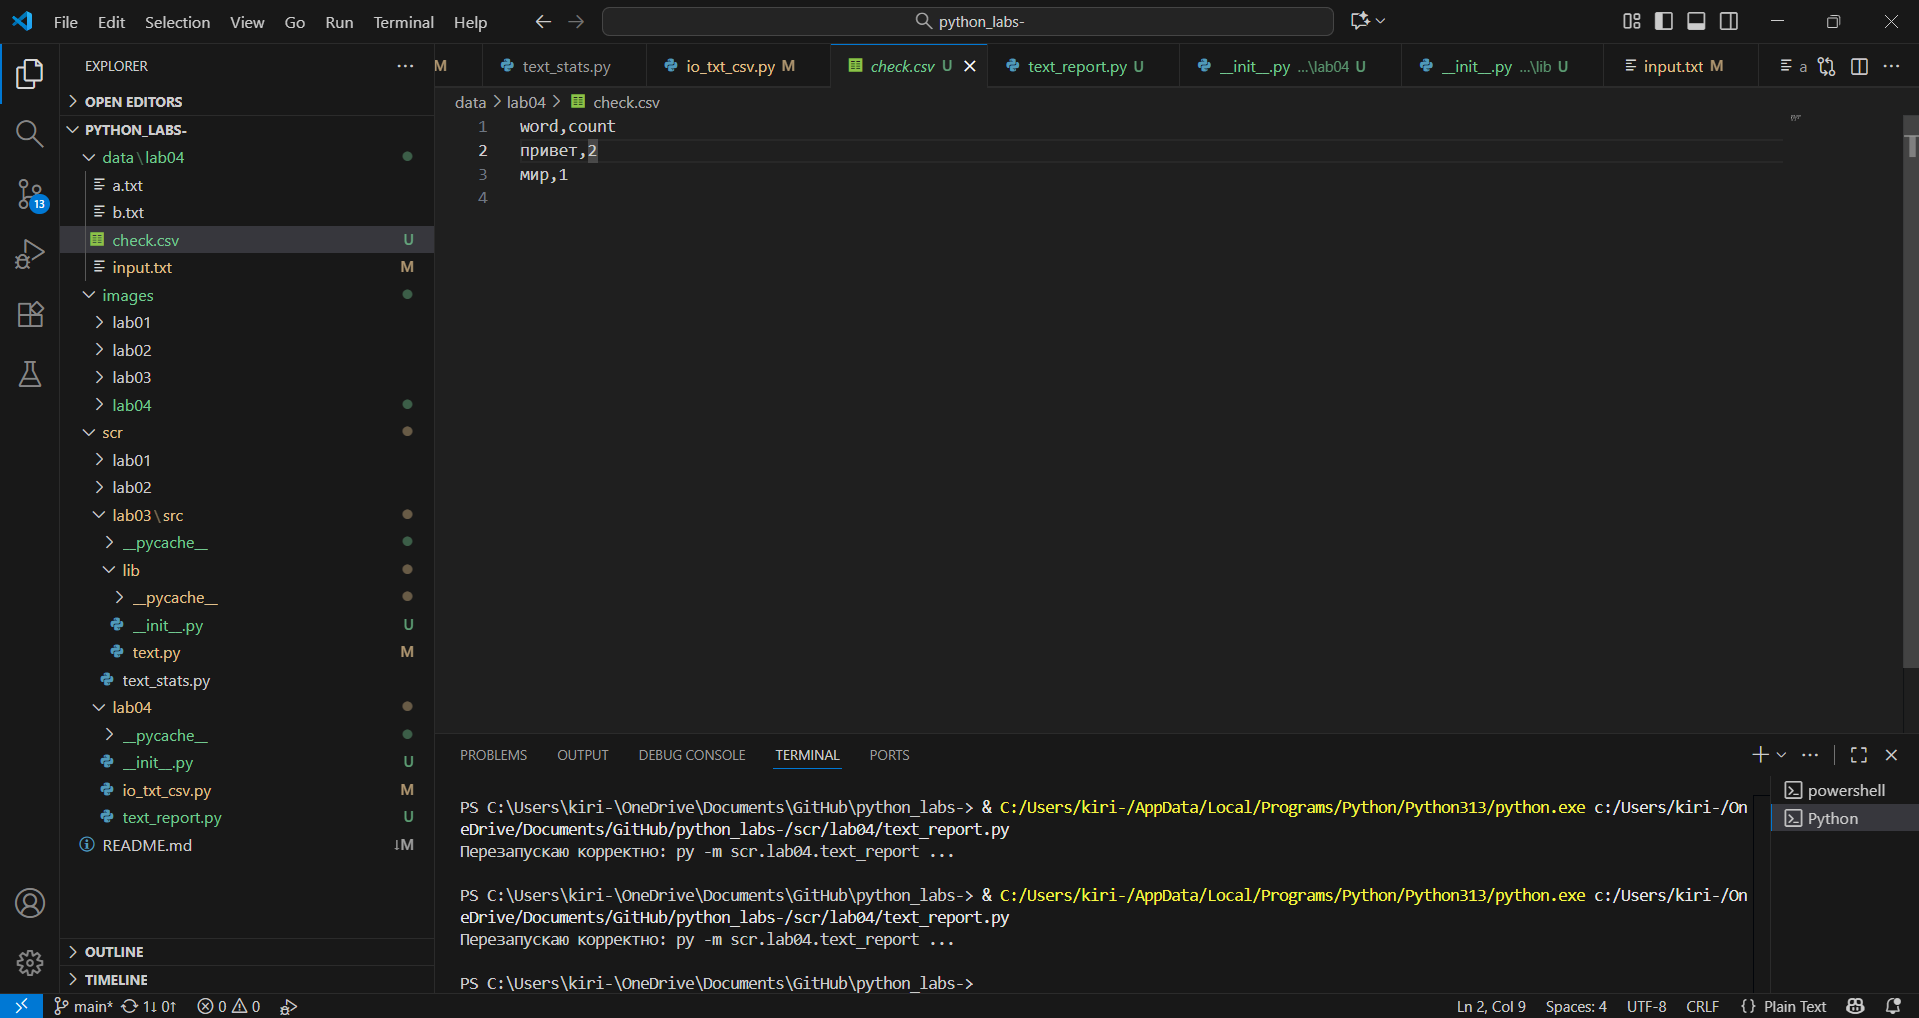 File Edit Selection View Go Run Terminal Help
python_labs-
EXPLORER
OPEN EDITORS
PYTHON_LABS-
data\lab04
a.txt
b.txt
check.csv U
input.txt M
images
lab01
lab02
lab03
lab04
scr
lab01
lab02
lab03\src
__pycache__
lib
__pycache__
__init__.py U
text.py M
text_stats.py
lab04
__pycache__
__init__.py U
io_txt_csv.py M
text_report.py U
README.md ↓M
OUTLINE
TIMELINE
13
M text_stats.py io_txt_csv.py M check.csv U text_report.py U __init__.py ...\lab04 U __init__.py ...\lib U input.txt M a
data > lab04 > check.csv
1 word,count
2 привет,2
3 мир,1
4
PROBLEMS OUTPUT DEBUG CONSOLE TERMINAL PORTS
PS C:\Users\kiri-\OneDrive\Documents\GitHub\python_labs-> & C:/Users/kiri-/AppData/Local/Programs/Python/Python313/python.exe c:/Users/kiri-/On
eDrive/Documents/GitHub/python_labs-/scr/lab04/text_report.py
Перезапускаю корректно: py -m scr.lab04.text_report ...
PS C:\Users\kiri-\OneDrive\Documents\GitHub\python_labs-> & C:/Users/kiri-/AppData/Local/Programs/Python/Python313/python.exe c:/Users/kiri-/On
eDrive/Documents/GitHub/python_labs-/scr/lab04/text_report.py
Перезапускаю корректно: py -m scr.lab04.text_report ...
PS C:\Users\kiri-\OneDrive\Documents\GitHub\python_labs->
powershell
Python
main* 1↓ 0↑ 0 0 Ln 2, Col 9 Spaces: 4 UTF-8 CRLF {} Plain Text